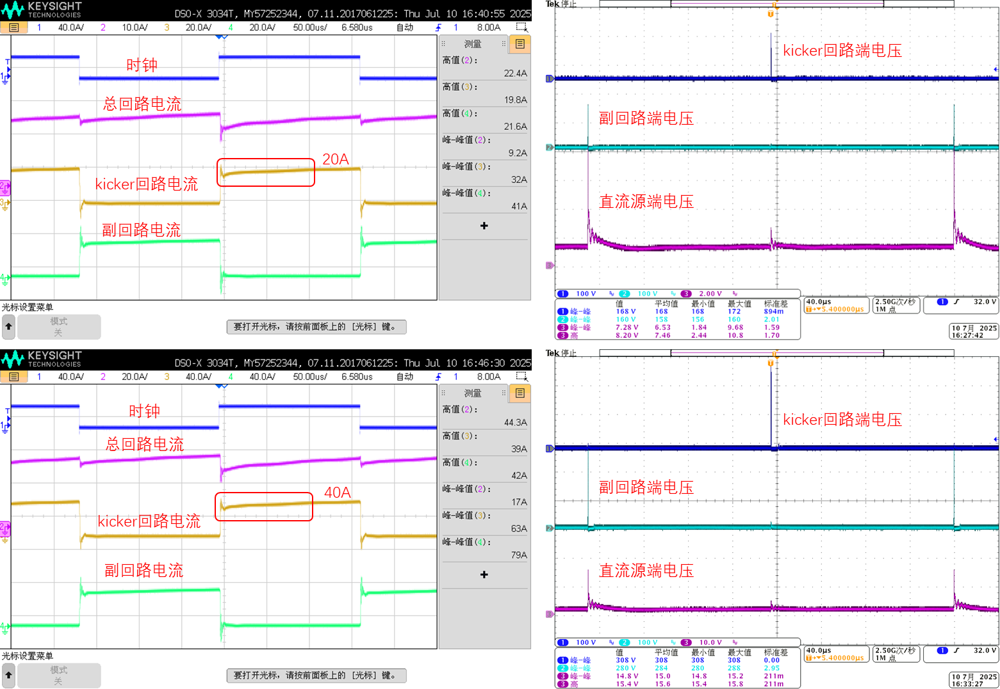 KEYSIGHT
TECHNOLOGIES
DSO-X 3034T, MY57252344, 07.11.2017061225: Thu Jul 10 16:40:55 2025
1 40.0A/ 2 10.0A/ 3 20.0A/ 4 20.0A/ 50.00us/ 6.580us 自动 1 8.00A
时钟
总回路电流
20A
kicker回路电流
副回路电流
测量
高值(2):
22.4A
高值(3):
19.8A
高值(4):
21.6A
峰-峰值(2):
9.2A
峰-峰值(3):
32A
峰-峰值(4):
41A
光标设置菜单
模式
关
要打开光标，请按前面板上的 [光标] 键。
Tek 停止
kicker回路端电压
副回路端电压
直流源端电压
1 100 V 2 100 V 3 2.00 V
值 平均值 最小值 最大值 标准差
1 峰-峰 168 V 168 168 172 894m
2 峰-峰 160 V 158 156 160 2.01
3 峰-峰 7.28 V 6.53 1.84 9.68 1.59
3 高 8.20 V 7.46 2.44 10.8 1.70
40.0µs
5.400000µs
2.50G次/秒
1M 点
1 32.0 V
10 7月 2025
16:27:42
KEYSIGHT
TECHNOLOGIES
DSO-X 3034T, MY57252344, 07.11.2017061225: Thu Jul 10 16:46:30 2025
1 40.0A/ 2 20.0A/ 3 40.0A/ 4 40.0A/ 50.00us/ 6.580us 自动 1 8.00A
时钟
总回路电流
40A
kicker回路电流
副回路电流
测量
高值(2):
44.3A
高值(3):
39A
高值(4):
42A
峰-峰值(2):
17A
峰-峰值(3):
63A
峰-峰值(4):
79A
光标设置菜单
模式
关
要打开光标，请按前面板上的 [光标] 键。
Tek 停止
kicker回路端电压
副回路端电压
直流源端电压
1 100 V 2 100 V 3 10.0 V
值 平均值 最小值 最大值 标准差
1 峰-峰 308 V 308 308 308 0.00
2 峰-峰 280 V 284 280 288 2.95
3 峰-峰 14.8 V 15.0 14.8 15.2 211m
3 高 15.4 V 15.6 15.4 15.8 211m
40.0µs
5.400000µs
2.50G次/秒
1M 点
1 32.0 V
10 7月 2025
16:33:27